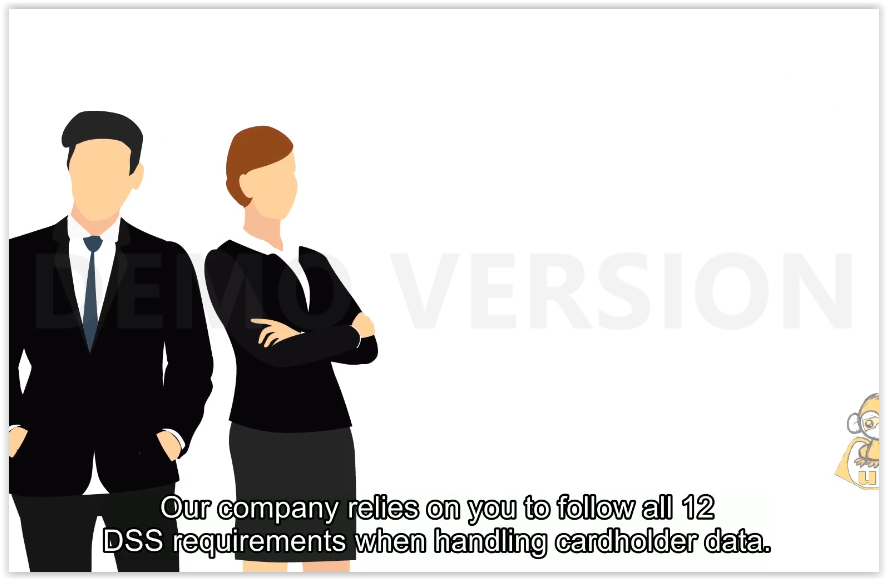 DEMO VERSION
u
Our company relies on you to follow all 12
DSS requirements when handling cardholder data.